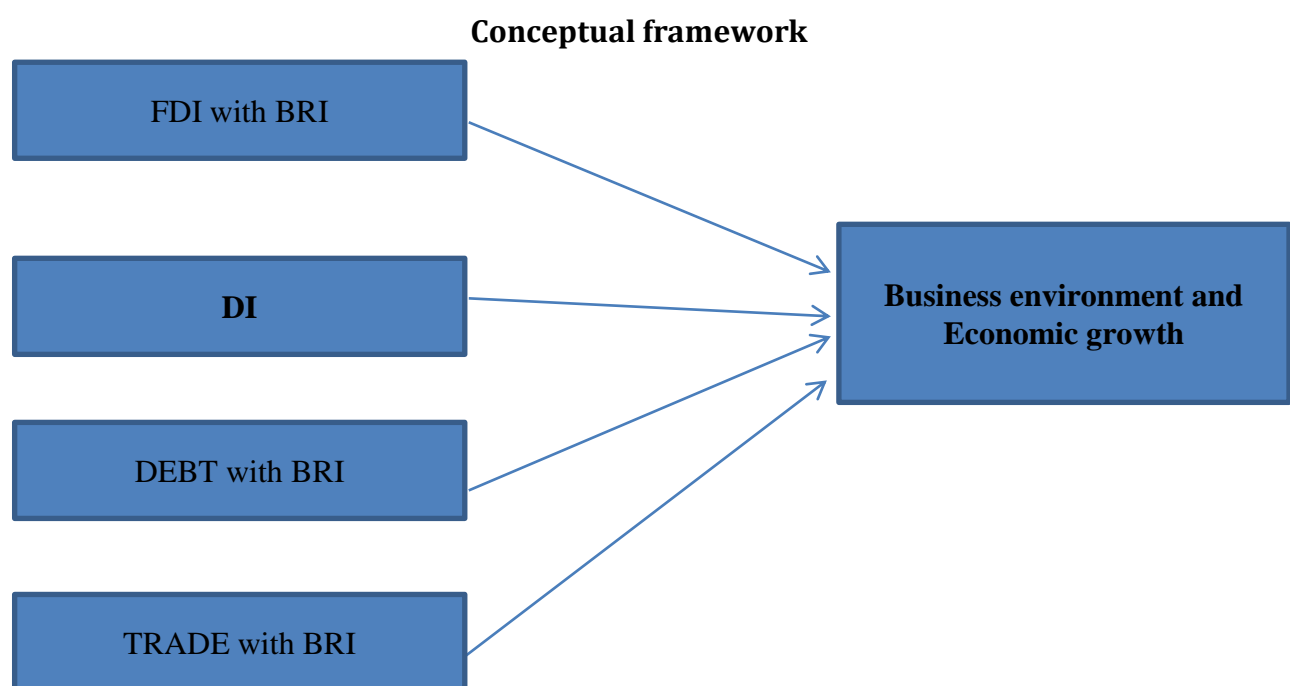 Conceptual framework
FDI with BRI
DI
Business environment and
Economic growth
DEBT with BRI
TRADE with BRI